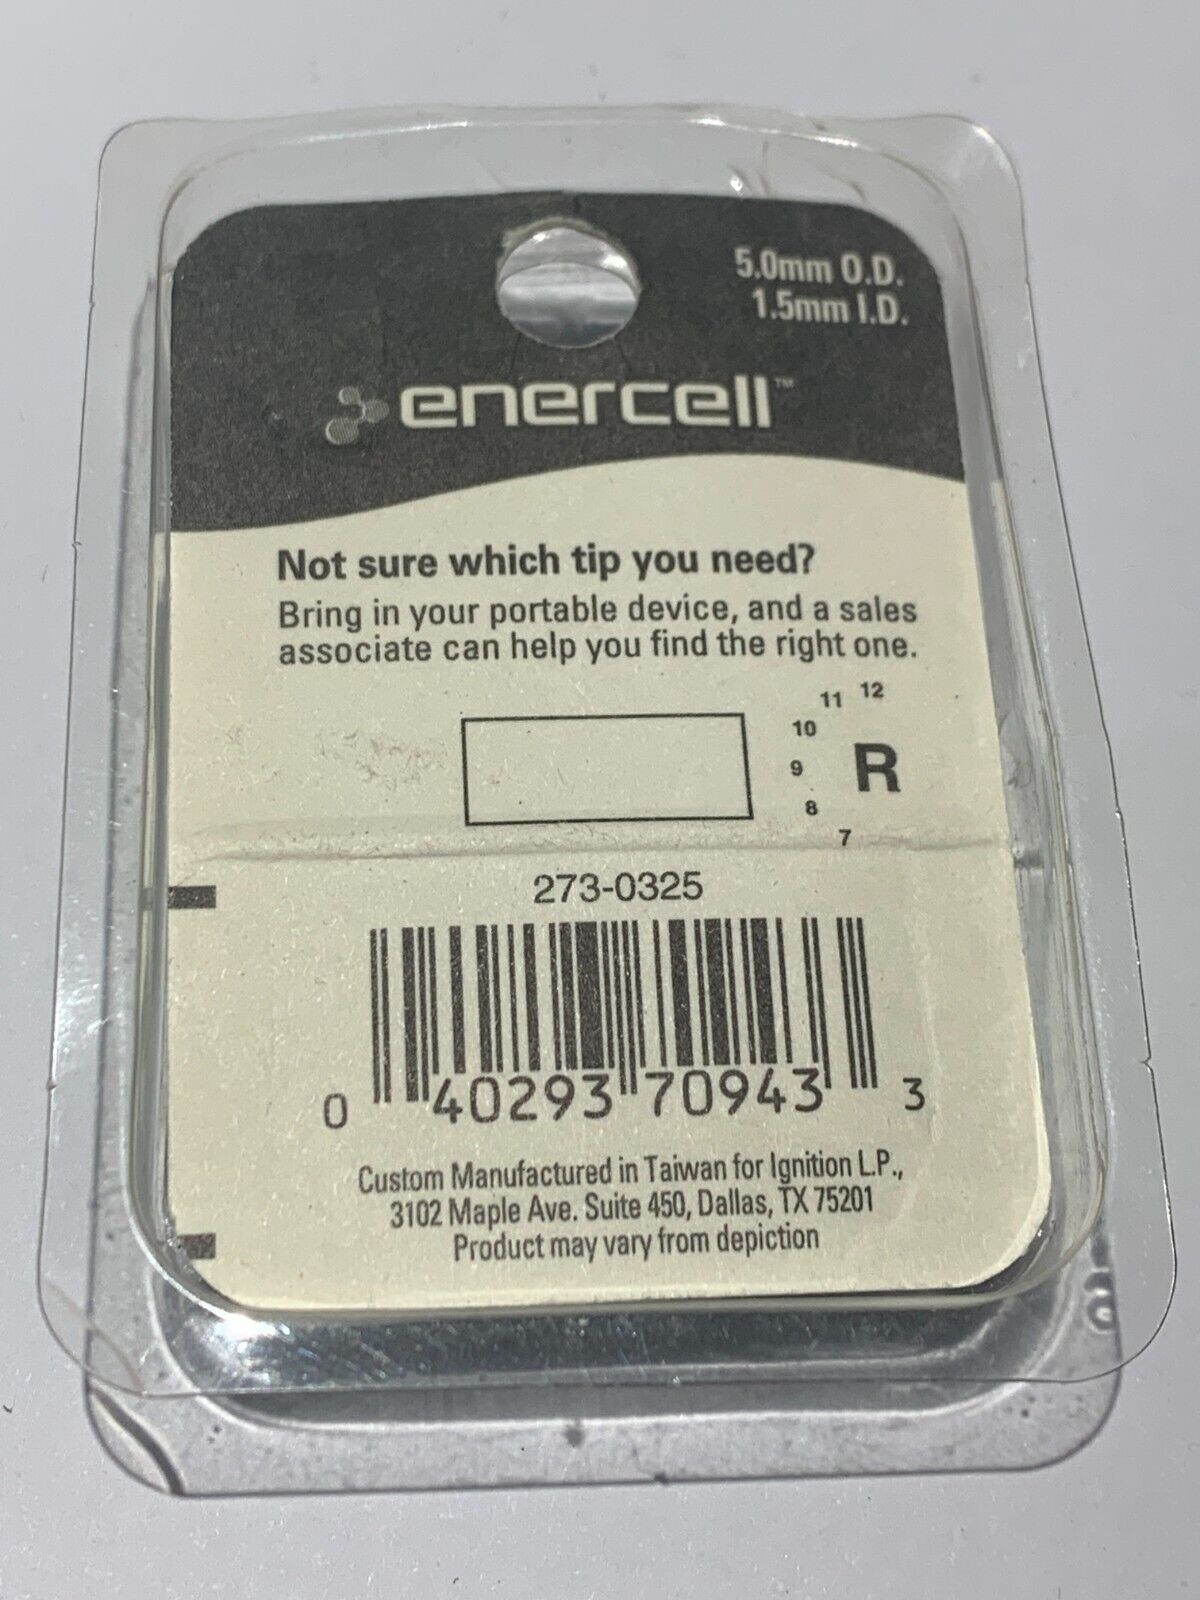 5.0mm O.D.
1.5mm I.D.
enercell™
Not sure which tip you need?
Bring in your portable device, and a sales
associate can help you find the right one.
11 12
10
9 R
8
7
273-0325
0 40293 70943 3
Custom Manufactured in Taiwan for Ignition L.P.,
3102 Maple Ave. Suite 450, Dallas, TX 75201
Product may vary from depiction